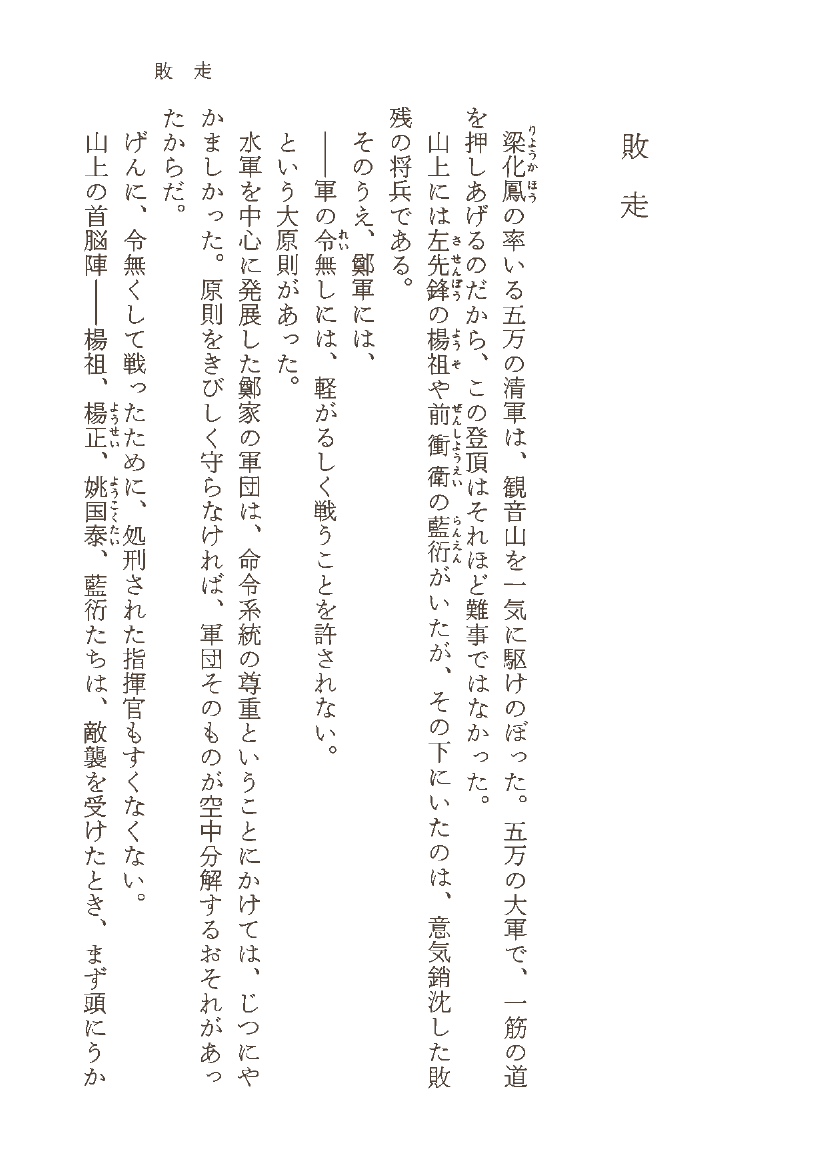 敗走
敗走
梁化鳳の率いる五万の清軍は、観音山を一気に駆けのぼった。五万の大軍で、一筋の道
を押しあげるのだから、この登頂はそれほど難事ではなかった。
山上には左先鋒の楊祖や前衝衛の藍衍がいたが、その下にいたのは、意気銷沈した敗
残の将兵である。
そのうえ、鄭軍には、
――軍の令無しには、軽がるしく戦うことを許されない。
という大原則があった。
水軍を中心に発展した鄭家の軍団は、命令系統の尊重ということにかけては、じつにや
かましかった。原則をきびしく守らなければ、軍団そのものが空中分解するおそれがあっ
たからだ。
げんに、令無くして戦ったために、処刑された指揮官もすくなくない。
山上の首脳陣――楊祖、楊正、姚国泰、藍衍たちは、敵襲を受けたとき、まず頭にうか